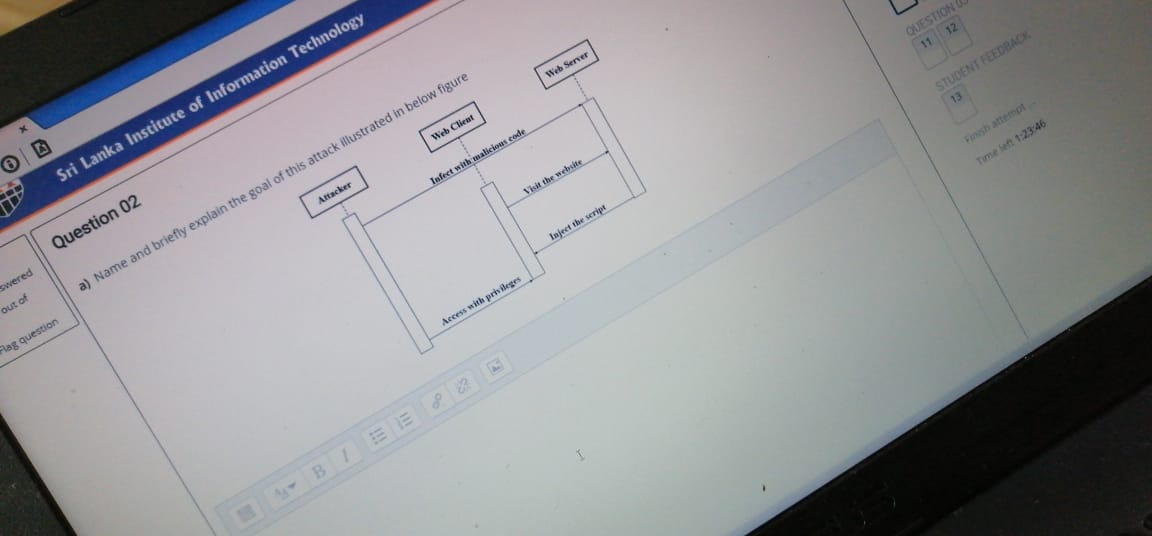 Sri Lanka Institute of Information Technology
swered
out of
Flag question
Question 02
a) Name and briefly explain the goal of this attack illustrated in below figure
Attacker
Web Client
Web Server
Infect with malicious code
Visit the website
Inject the script
Access with privileges
B I
QUESTION
11 12
STUDENT FEEDBACK
13
Finish attempt ...
Time left 1:23:46